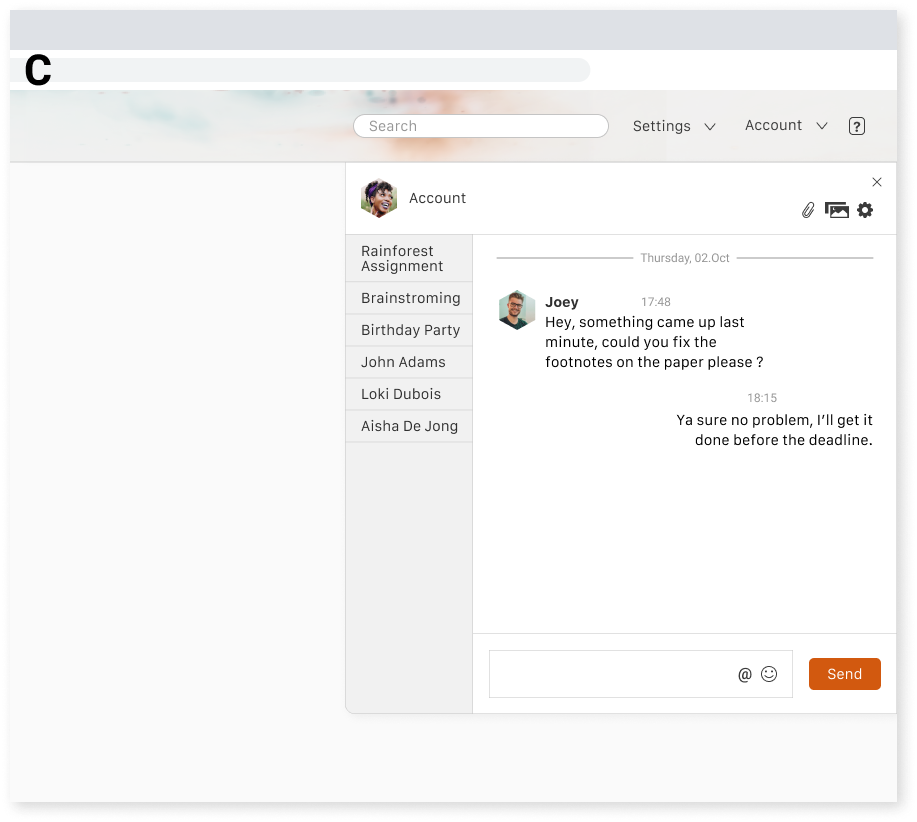 C
Search
Settings
Account
?
Account
Rainforest
Assignment
Brainstroming
Birthday Party
John Adams
Loki Dubois
Aisha De Jong
Thursday, 02.Oct
Joey 17:48
Hey, something came up last
minute, could you fix the
footnotes on the paper please ?
18:15
Ya sure no problem, I’ll get it
done before the deadline.
@
Send